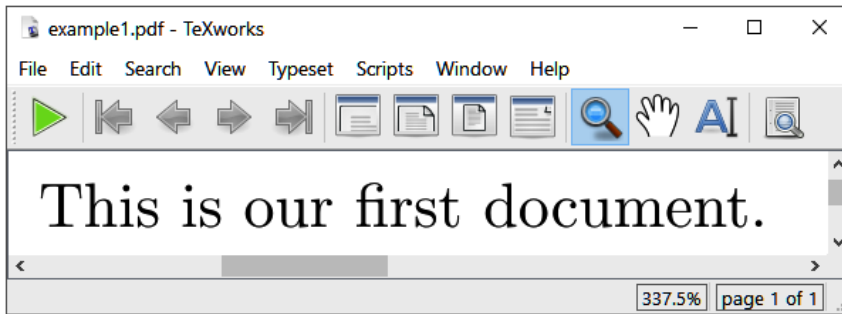 example1.pdf - TeXworks
File Edit Search View Typeset Scripts Window Help
This is our first document.
337.5% page 1 of 1